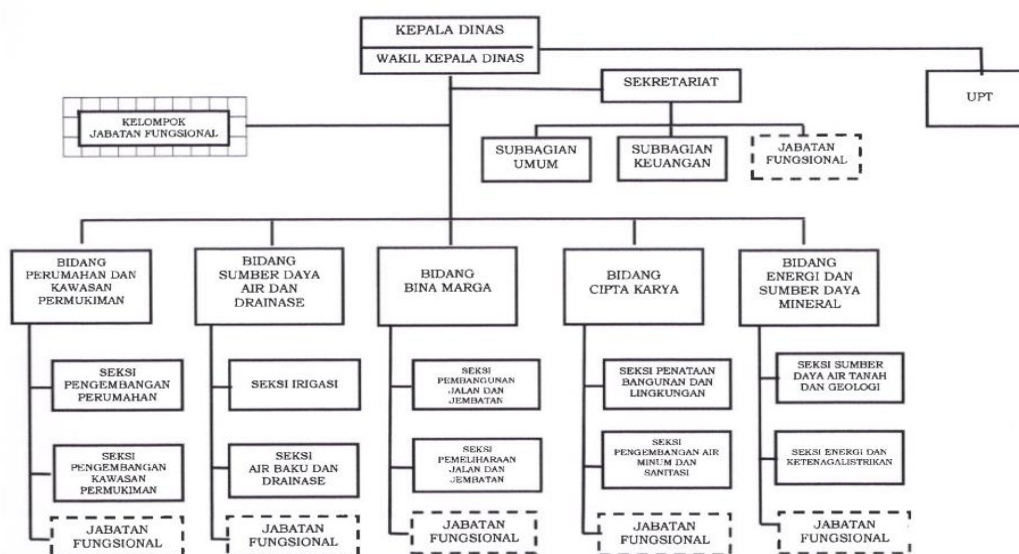 KEPALA DINAS
WAKIL KEPALA DINAS
SEKRETARIAT
UPT
KELOMPOK
JABATAN FUNGSIONAL
SUBBAGIAN
UMUM
SUBBAGIAN
KEUANGAN
JABATAN
FUNGSIONAL
BIDANG
PERUMAHAN DAN
KAWASAN
PERMUKIMAN
BIDANG
SUMBER DAYA
AIR DAN
DRAINASE
BIDANG
BINA MARGA
BIDANG
CIPTA KARYA
BIDANG
ENERGI DAN
SUMBER DAYA
MINERAL
SEKSI
PENGEMBANGAN
PERUMAHAN
SEKSI IRIGASI
SEKSI
PEMBANGUNAN
JALAN DAN
JEMBATAN
SEKSI PENATAAN
BANGUNAN DAN
LINGKUNGAN
SEKSI SUMBER
DAYA AIR TANAH
DAN GEOLOGI
SEKSI
PENGEMBANGAN
KAWASAN
PERMUKIMAN
SEKSI
AIR BAKU DAN
DRAINASE
SEKSI
PEMELIHARAAN
JALAN DAN
JEMBATAN
SEKSI
PENGEMBANGAN AIR
MINUM DAN
SANITASI
SEKSI ENERGI DAN
KETENAGALISTRIKAN
JABATAN
FUNGSIONAL
JABATAN
FUNGSIONAL
JABATAN
FUNGSIONAL
JABATAN
FUNGSIONAL
JABATAN
FUNGSIONAL